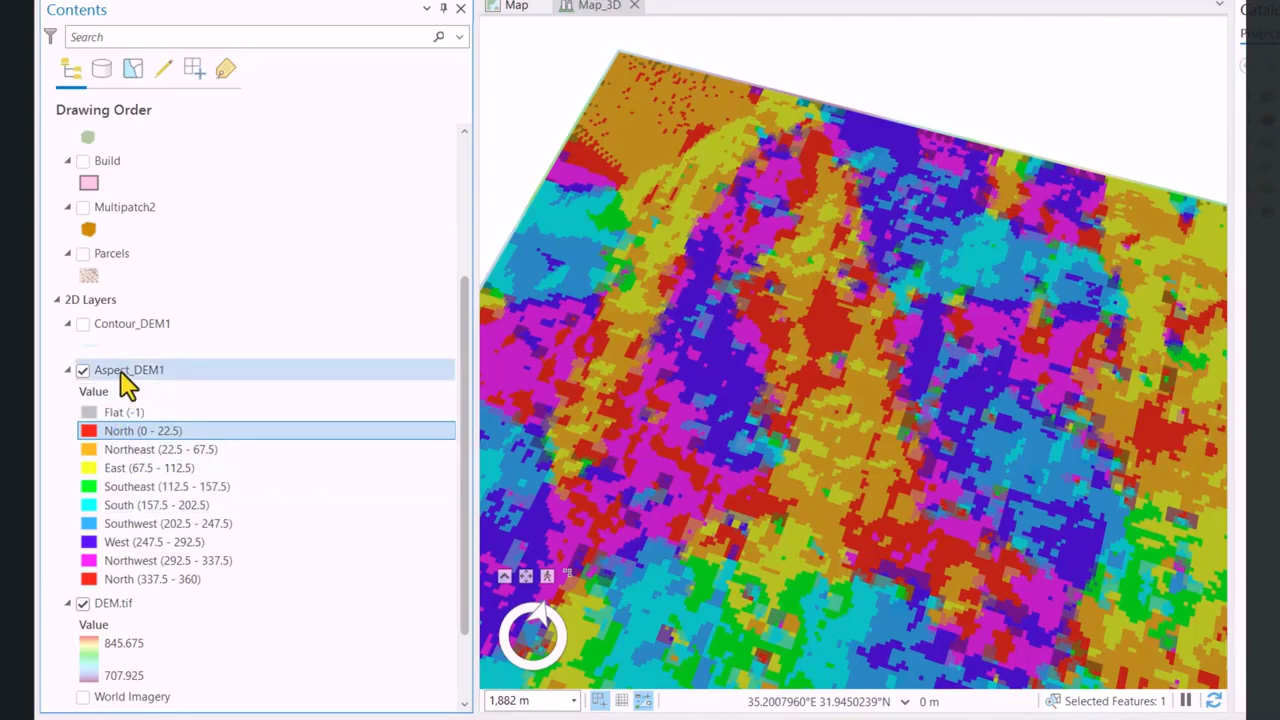 Contents
Map
Map_3D
Search
Drawing Order
Build
Multipatch2
Parcels
2D Layers
Contour_DEM1
Aspect_DEM1
Value
Flat (-1)
North (0 - 22.5)
Northeast (22.5 - 67.5)
East (67.5 - 112.5)
Southeast (112.5 - 157.5)
South (157.5 - 202.5)
Southwest (202.5 - 247.5)
West (247.5 - 292.5)
Northwest (292.5 - 337.5)
North (337.5 - 360)
DEM.tif
Value
845.675
707.925
World Imagery
1,882 m
35.2007960°E 31.9450239°N
0 m
Selected Features: 1